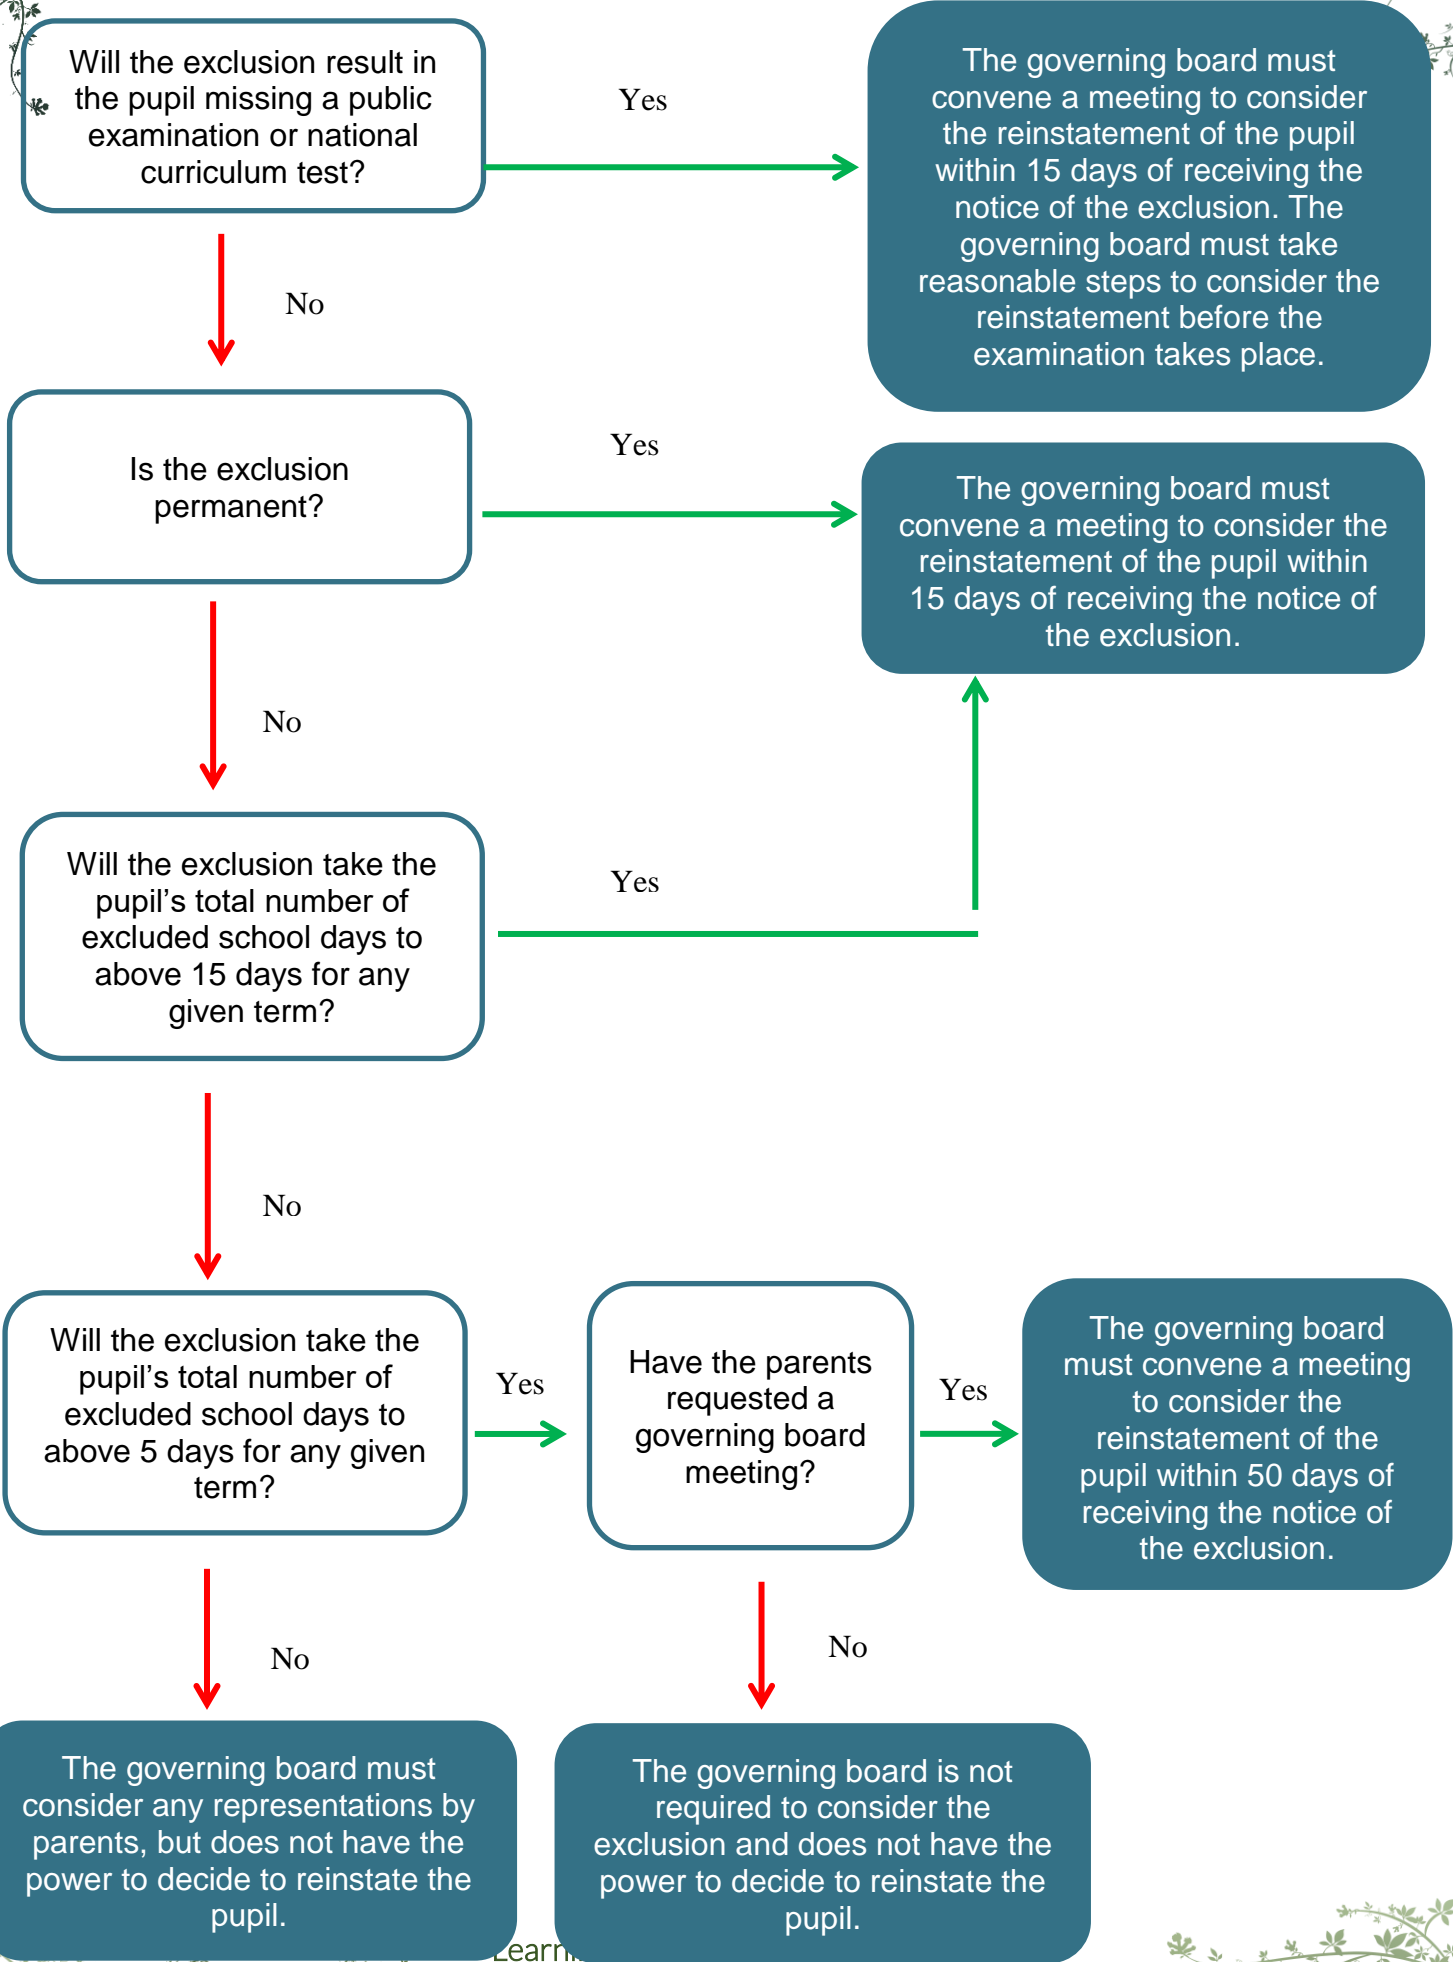 Will the exclusion result in
the pupil missing a public
examination or national
curriculum test?
Yes
The governing board must
convene a meeting to consider
the reinstatement of the pupil
within 15 days of receiving the
notice of the exclusion. The
governing board must take
reasonable steps to consider the
reinstatement before the
examination takes place.
No
Is the exclusion
permanent?
Yes
The governing board must
convene a meeting to consider the
reinstatement of the pupil within
15 days of receiving the notice of
the exclusion.
No
Will the exclusion take the
pupil’s total number of
excluded school days to
above 15 days for any
given term?
Yes
No
Will the exclusion take the
pupil’s total number of
excluded school days to
above 5 days for any given
term?
Yes
Have the parents
requested a
governing board
meeting?
Yes
The governing board
must convene a meeting
to consider the
reinstatement of the
pupil within 50 days of
receiving the notice of
the exclusion.
No
No
The governing board must
consider any representations by
parents, but does not have the
power to decide to reinstate the
pupil.
The governing board is not
required to consider the
exclusion and does not have the
power to decide to reinstate the
pupil.